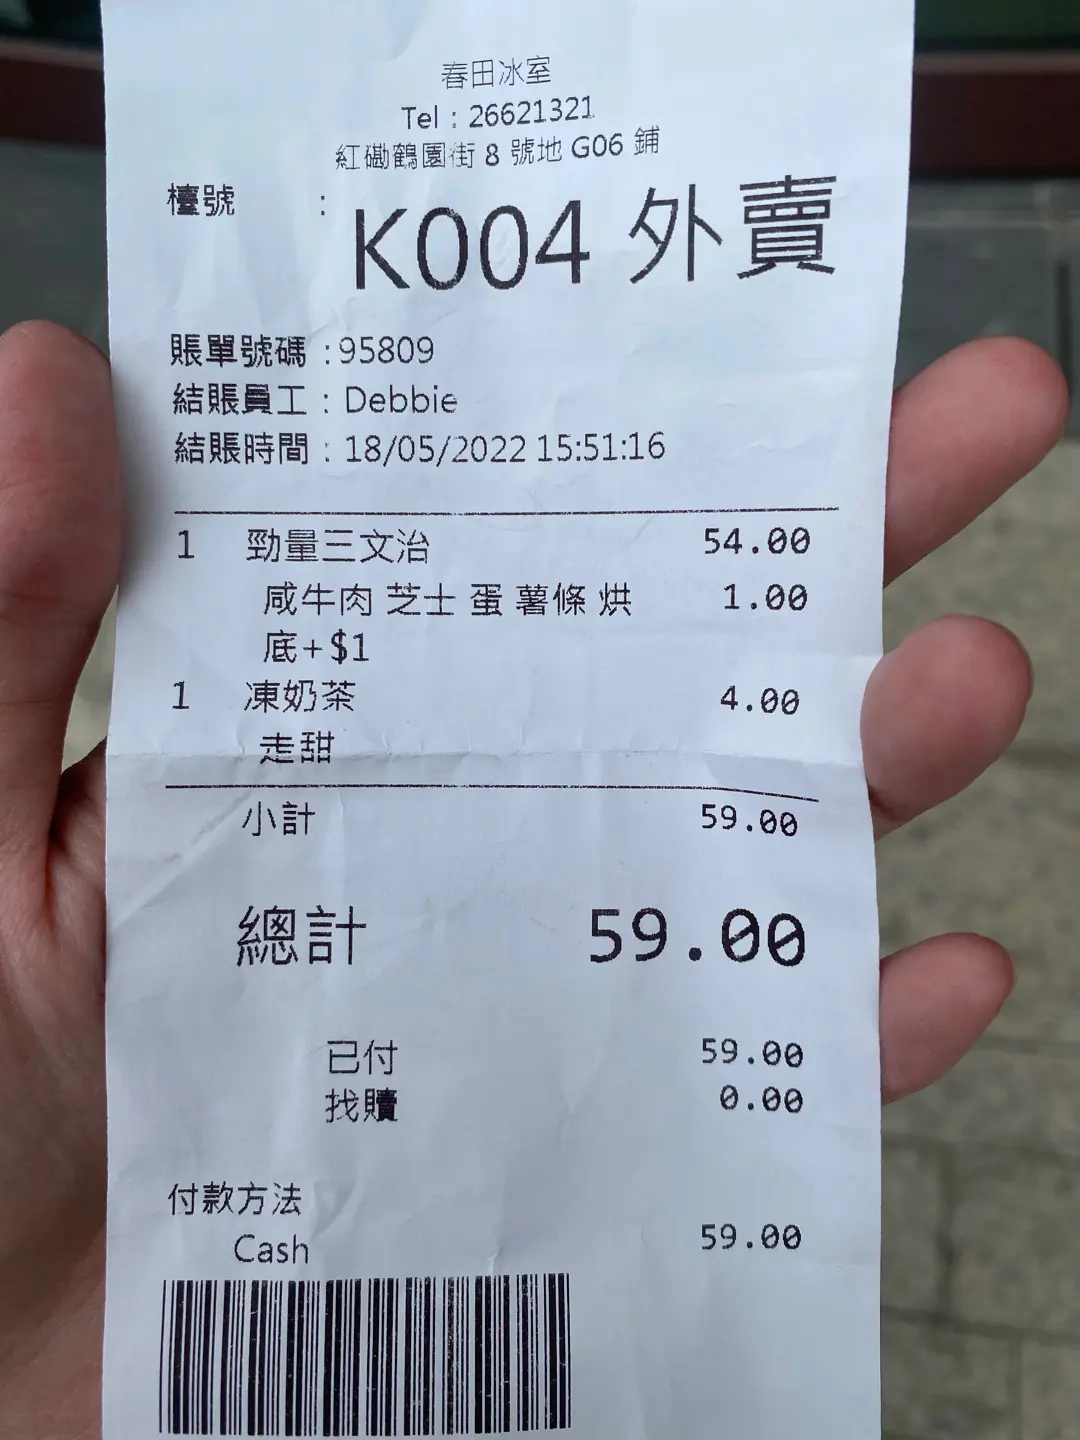 春田冰室
Tel : 26621321
紅磡鶴園街 8 號地 G06 鋪
檯號 : K004 外賣
賬單號碼 : 95809
結賬員工 : Debbie
結賬時間 : 18/05/2022 15:51:16
1 勁量三文治 54.00
咸牛肉 芝士 蛋 薯條 烘 1.00
底+$1
1 凍奶茶 4.00
走甜
小計 59.00
總計 59.00
已付 59.00
找贖 0.00
付款方法
Cash 59.00